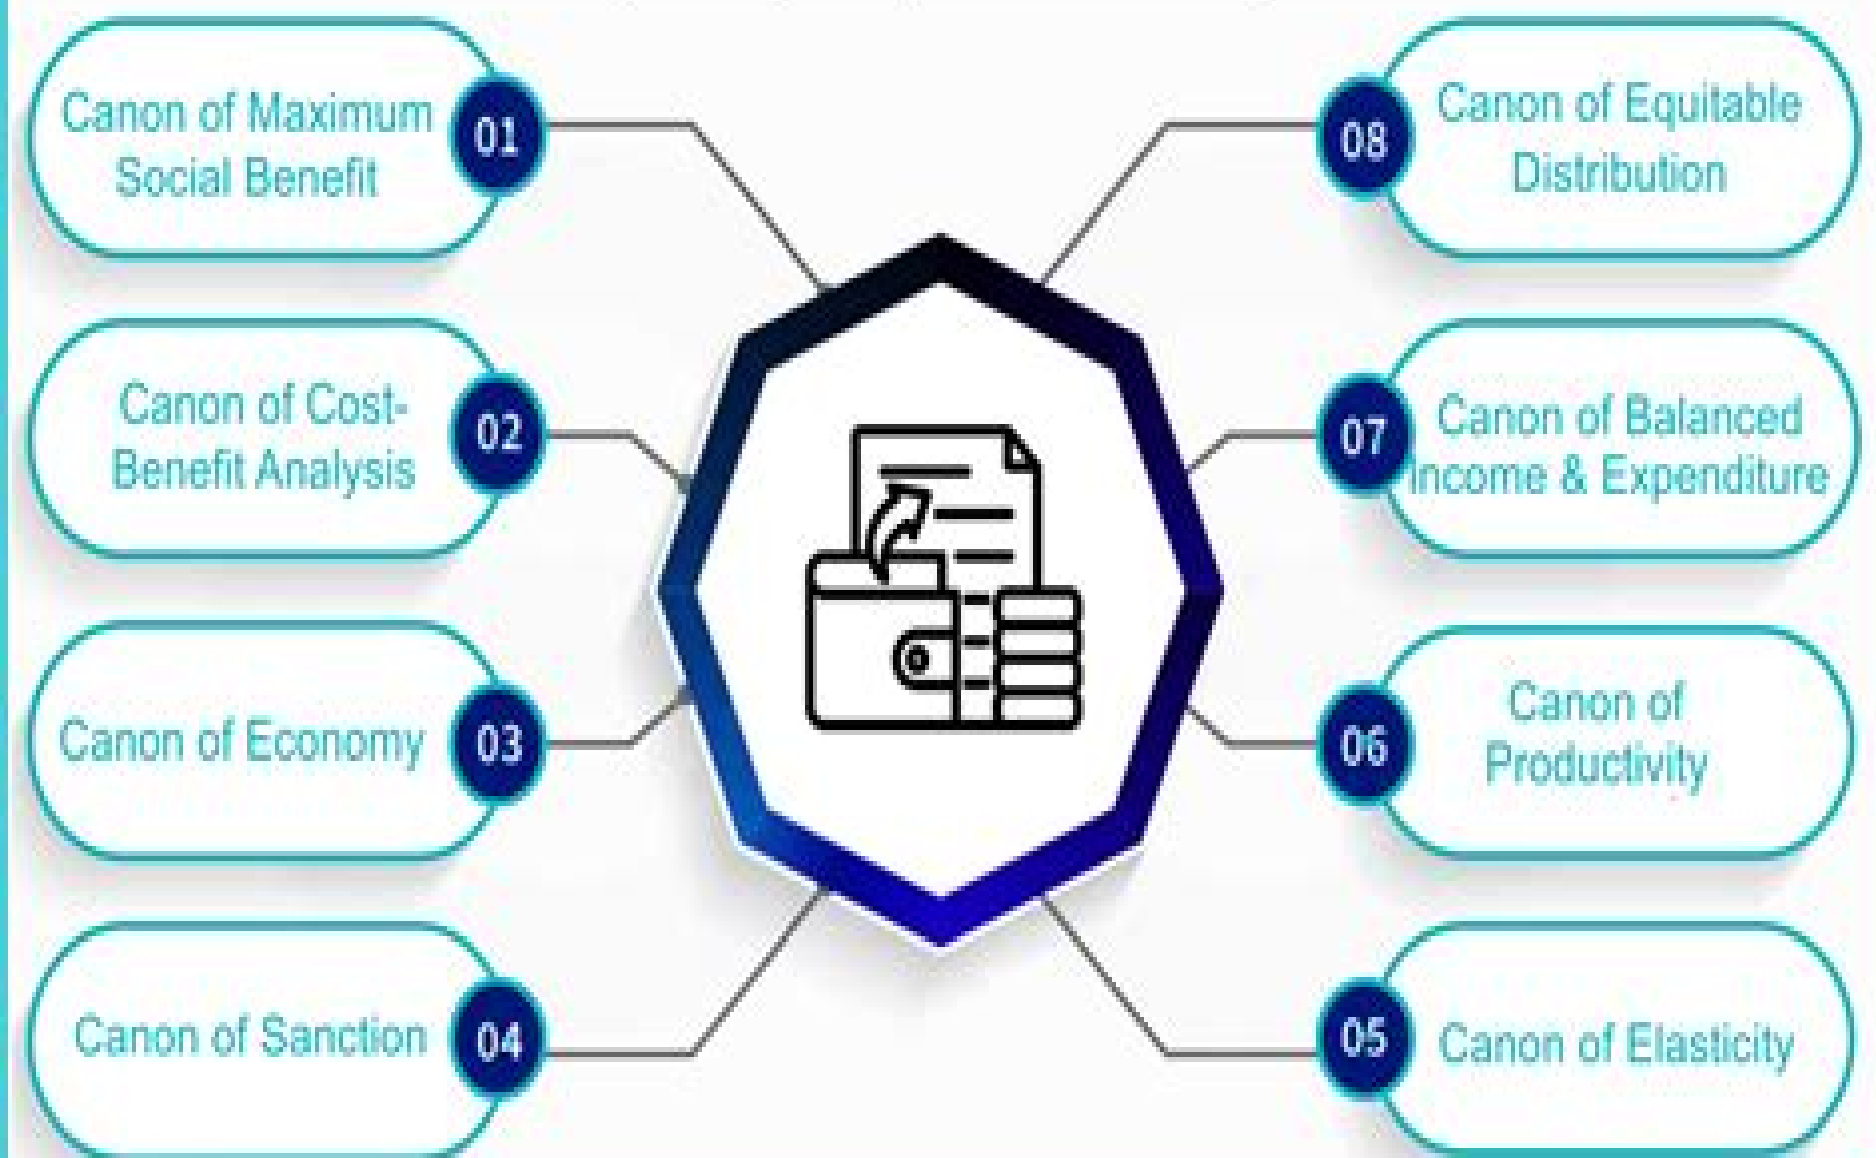 01
Canon of Maximum
Social Benefit
02
Canon of Cost-
Benefit Analysis
03
Canon of Economy
04
Canon of Sanction
08
Canon of Equitable
Distribution
07
Canon of Balanced
Income & Expenditure
06
Canon of
Productivity
05
Canon of Elasticity